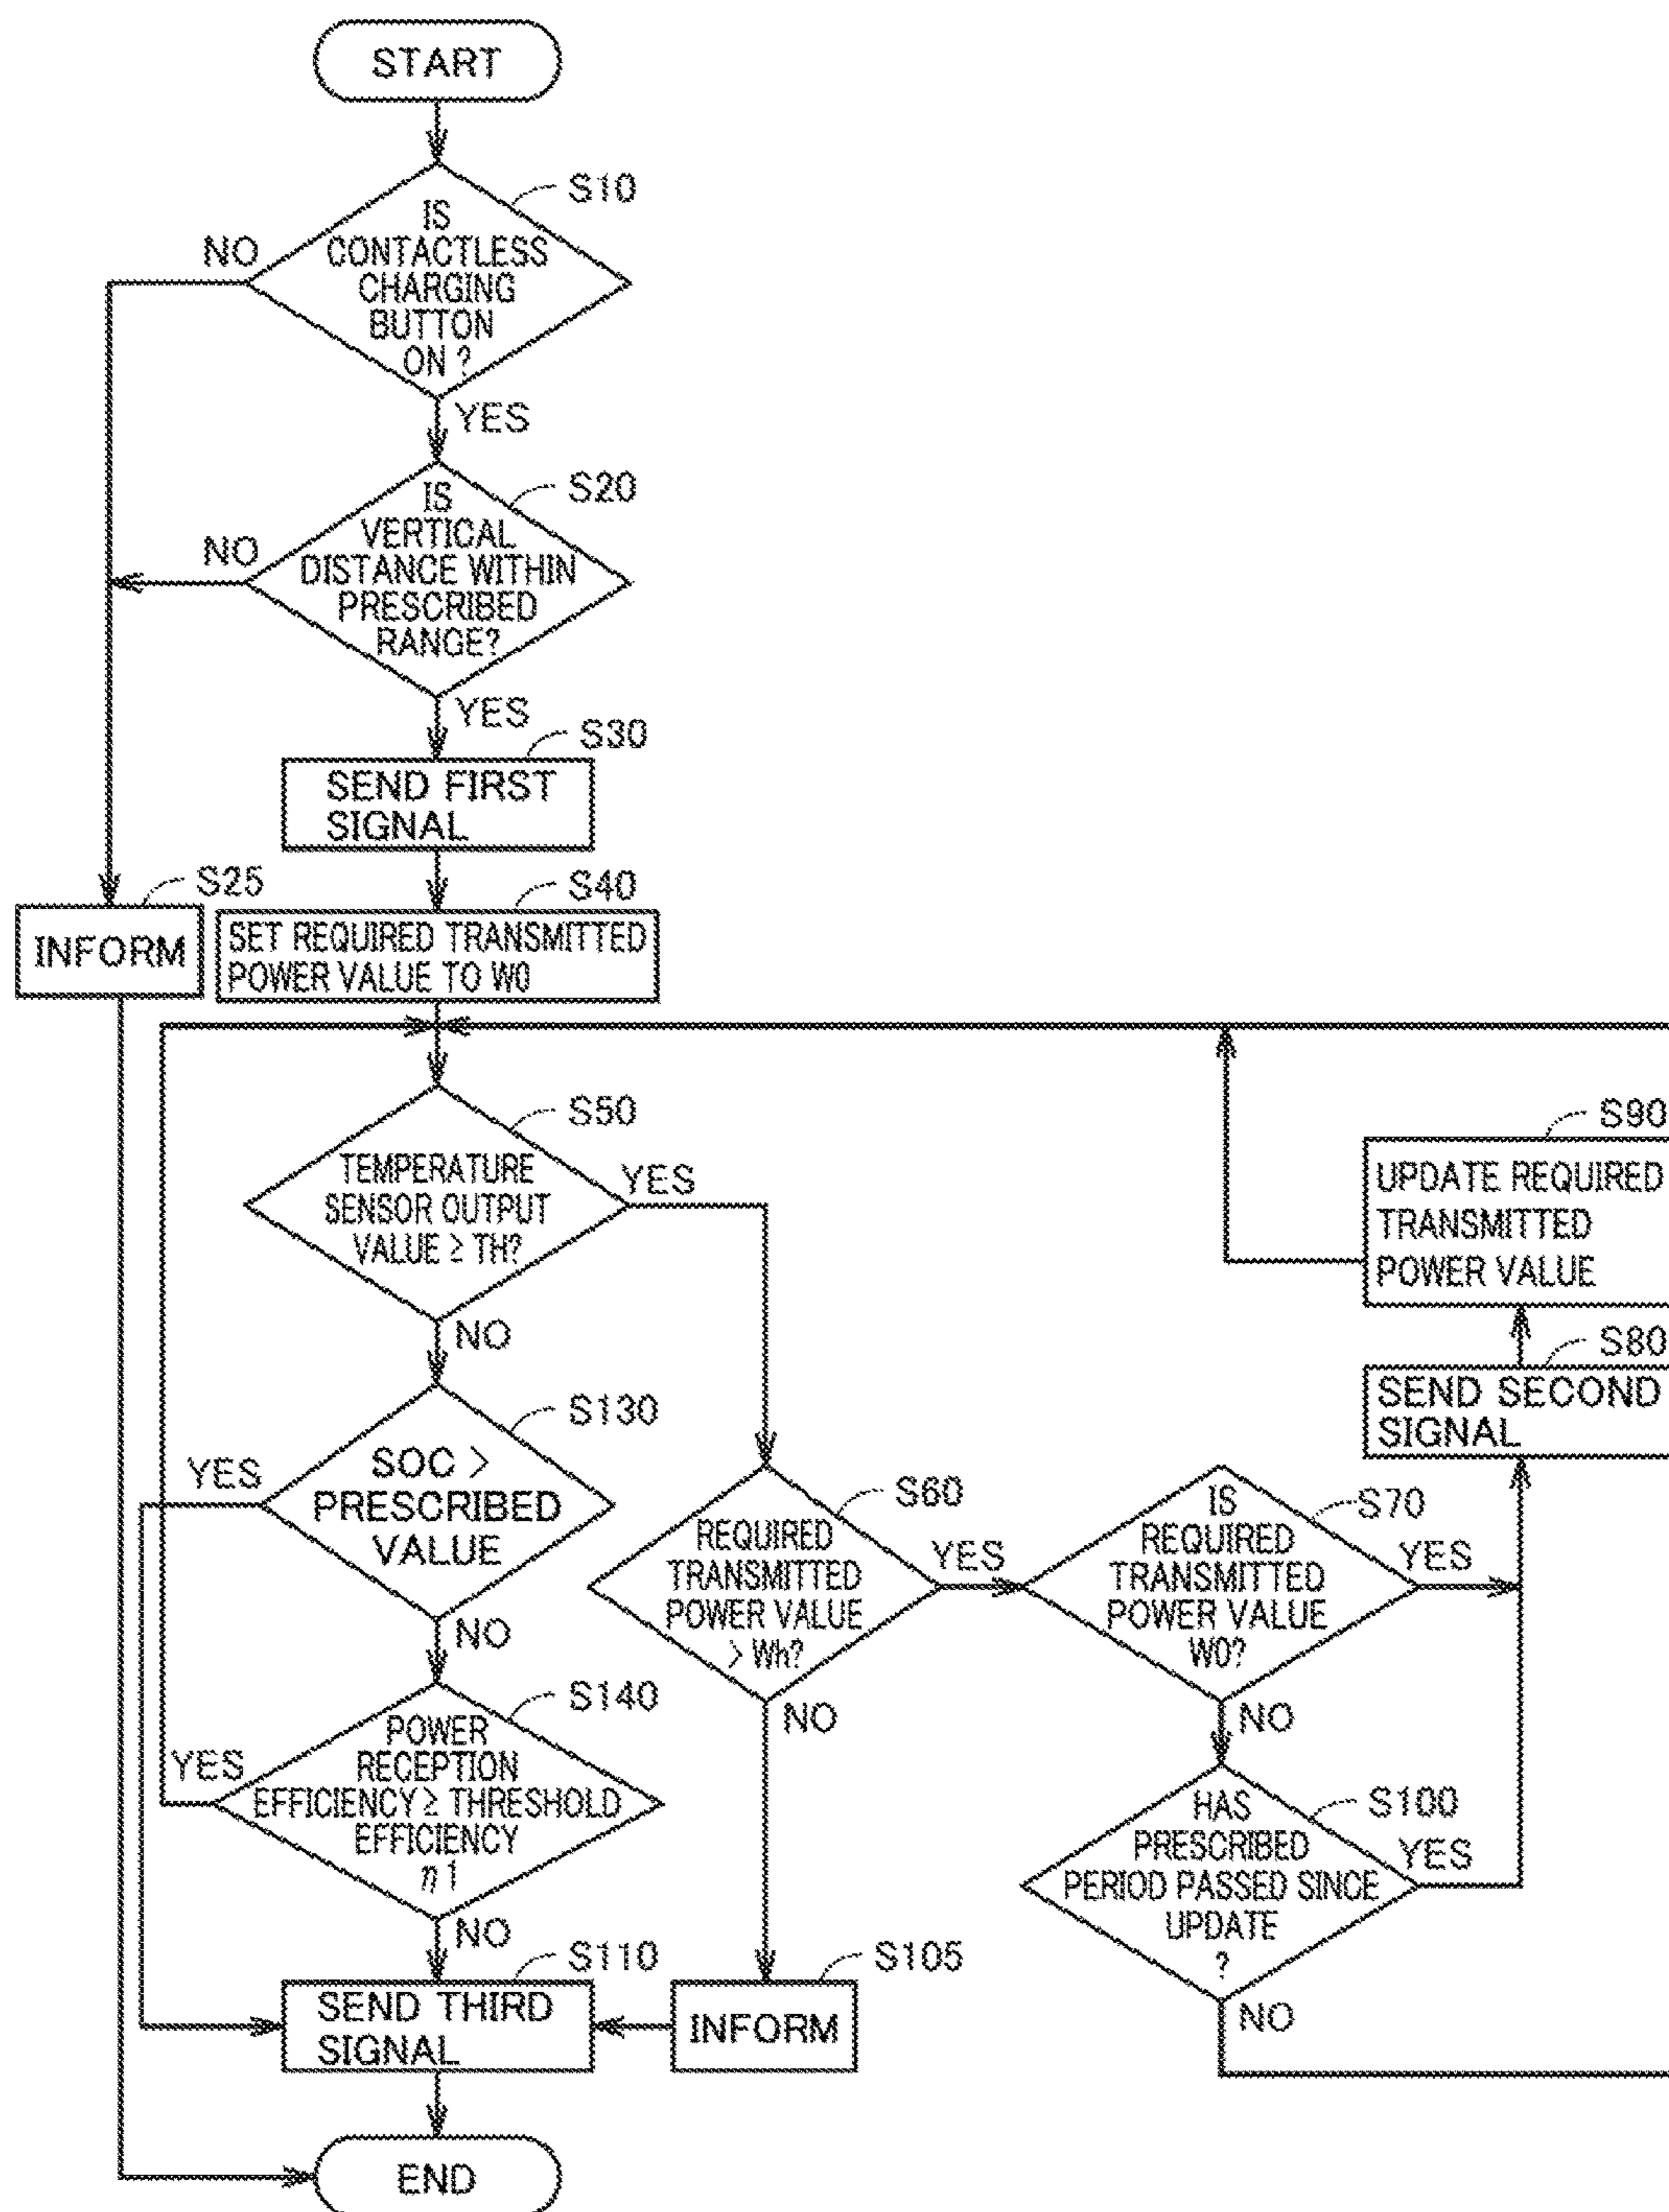 START
S10
IS
CONTACTLESS
CHARGING
BUTTON
ON ?
NO
YES
S20
IS
VERTICAL
DISTANCE WITHIN
PRESCRIBED
RANGE?
NO
YES
S30
SEND FIRST
SIGNAL
S25
INFORM
S40
SET REQUIRED TRANSMITTED
POWER VALUE TO W0
S50
TEMPERATURE
SENSOR OUTPUT
VALUE ≥ TH?
YES
NO
S90
UPDATE REQUIRED
TRANSMITTED
POWER VALUE
S80
SEND SECOND
SIGNAL
S130
SOC >
PRESCRIBED
VALUE
YES
NO
S60
REQUIRED
TRANSMITTED
POWER VALUE
> Wh?
YES
NO
S70
IS
REQUIRED
TRANSMITTED
POWER VALUE
W0?
YES
NO
S140
POWER
RECEPTION
EFFICIENCY ≥ THRESHOLD
EFFICIENCY
η1
YES
NO
S100
HAS
PRESCRIBED
PERIOD PASSED SINCE
UPDATE
?
YES
NO
S110
SEND THIRD
SIGNAL
S105
INFORM
END